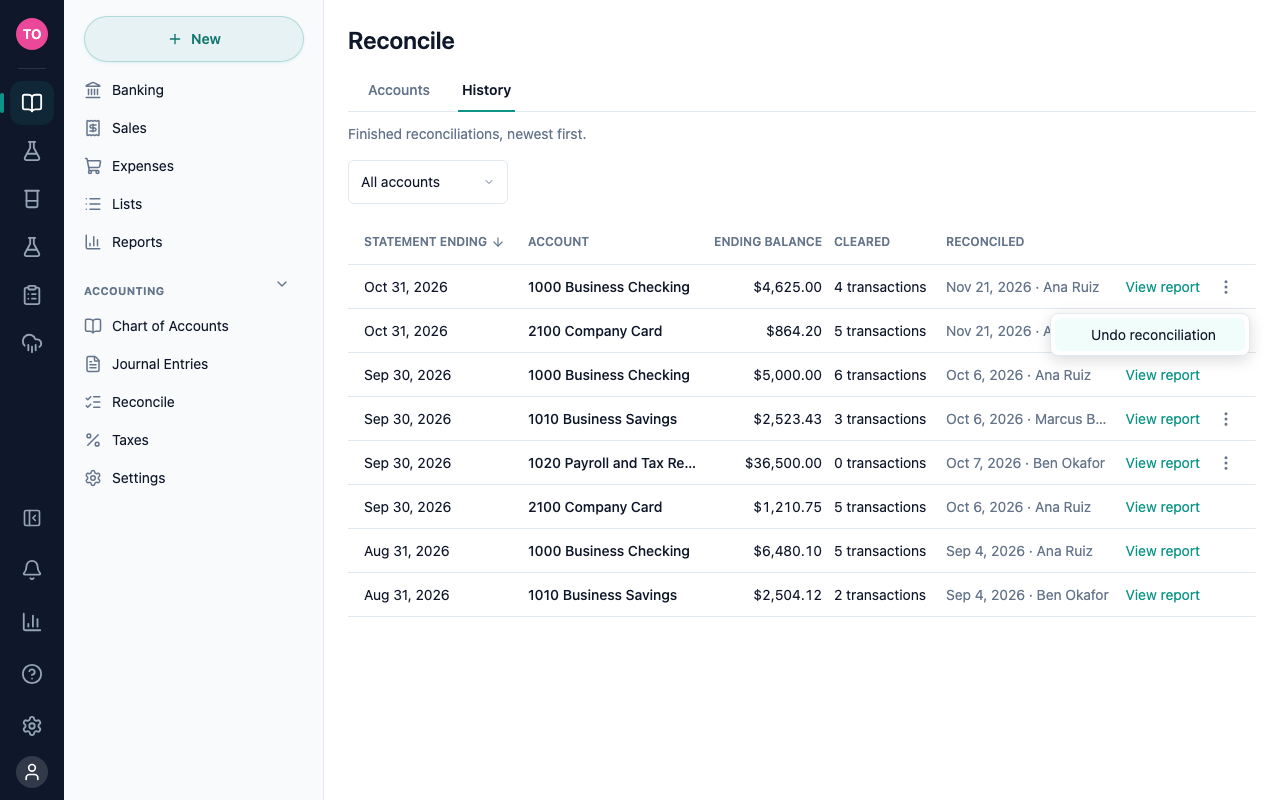 TO
New
Banking
Sales
Expenses
Lists
Reports
ACCOUNTING
Chart of Accounts
Journal Entries
Reconcile
Taxes
Settings
Reconcile
Accounts History
Finished reconciliations, newest first.
All accounts
STATEMENT ENDING ACCOUNT ENDING BALANCE CLEARED RECONCILED
Oct 31, 2026 1000 Business Checking $4,625.00 4 transactions Nov 21, 2026 · Ana Ruiz View report
Oct 31, 2026 2100 Company Card $864.20 5 transactions Nov 21, 2026 · A
Undo reconciliation
Sep 30, 2026 1000 Business Checking $5,000.00 6 transactions Oct 6, 2026 · Ana Ruiz View report
Sep 30, 2026 1010 Business Savings $2,523.43 3 transactions Oct 6, 2026 · Marcus B... View report
Sep 30, 2026 1020 Payroll and Tax Re... $36,500.00 0 transactions Oct 7, 2026 · Ben Okafor View report
Sep 30, 2026 2100 Company Card $1,210.75 5 transactions Oct 6, 2026 · Ana Ruiz View report
Aug 31, 2026 1000 Business Checking $6,480.10 5 transactions Sep 4, 2026 · Ana Ruiz View report
Aug 31, 2026 1010 Business Savings $2,504.12 2 transactions Sep 4, 2026 · Ben Okafor View report